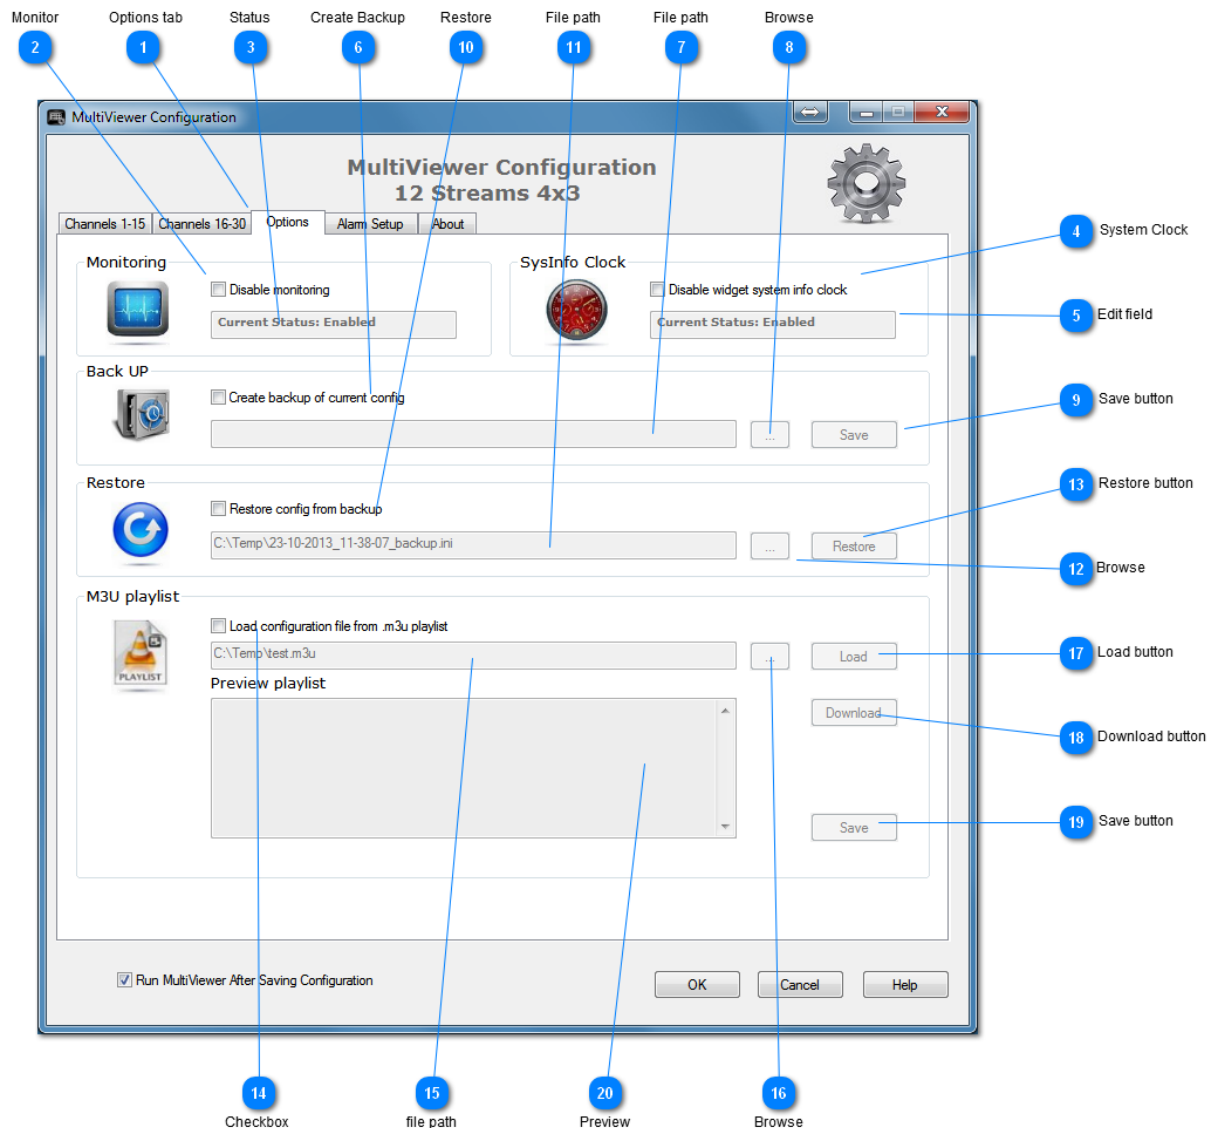 Monitor
Options tab
Status
Create Backup
Restore
File path
File path
Browse
2
1
3
6
10
11
7
8
MultiViewer Configuration
MultiViewer Configuration
12 Streams 4x3
Channels 1-15
Channels 16-30
Options
Alarm Setup
About
4
System Clock
Monitoring
SysInfo Clock
Disable monitoring
Disable widget system info clock
Current Status: Enabled
Current Status: Enabled
5
Edit field
Back UP
Create backup of current config
9
Save button
...
Save
Restore
13
Restore button
Restore config from backup
C:\Temp\23-10-2013_11-38-07_backup.ini
...
Restore
12
Browse
M3U playlist
Load configuration file from .m3u playlist
PLAYLIST
C:\Temp\test.m3u
...
Load
17
Load button
Preview playlist
Download
18
Download button
Save
19
Save button
Run MultiViewer After Saving Configuration
OK
Cancel
Help
14
15
20
16
Checkbox
file path
Preview
Browse